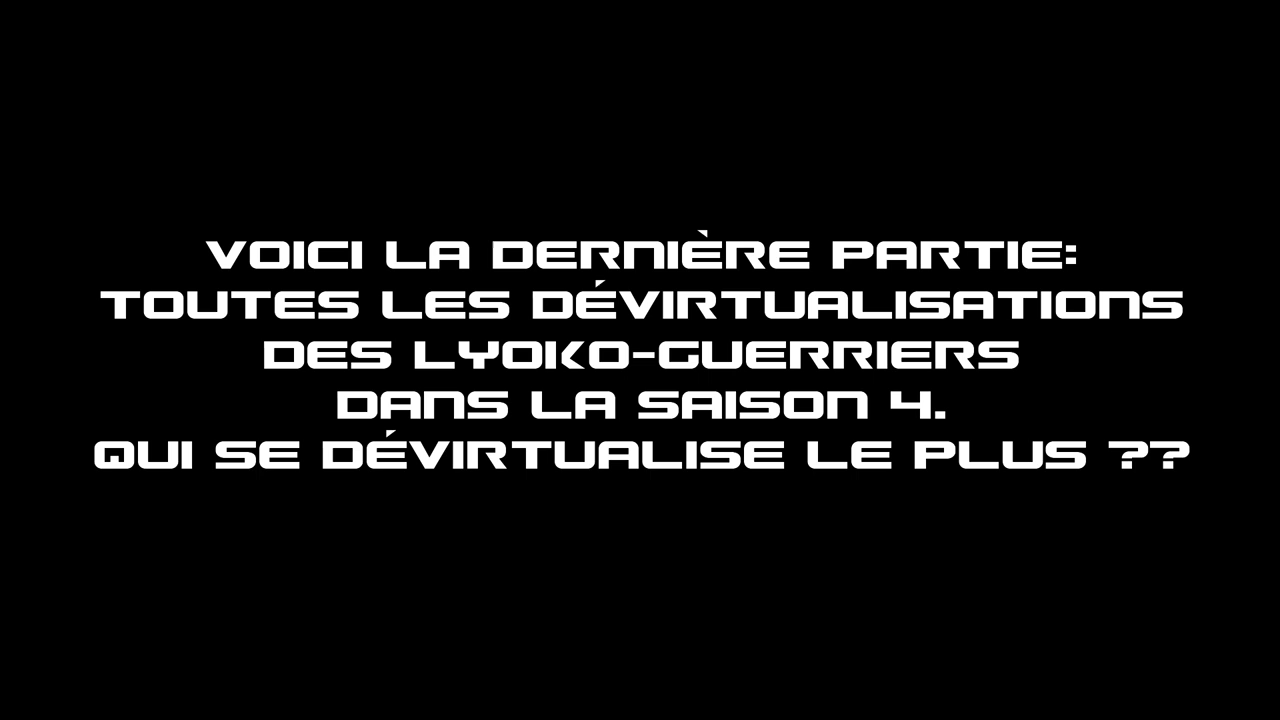 VOICI LA DERNIÈRE PARTIE:
TOUTES LES DÉVIRTUALISATIONS
DES LYOKO-GUERRIERS
DANS LA SAISON 4.
QUI SE DÉVIRTUALISE LE PLUS ??